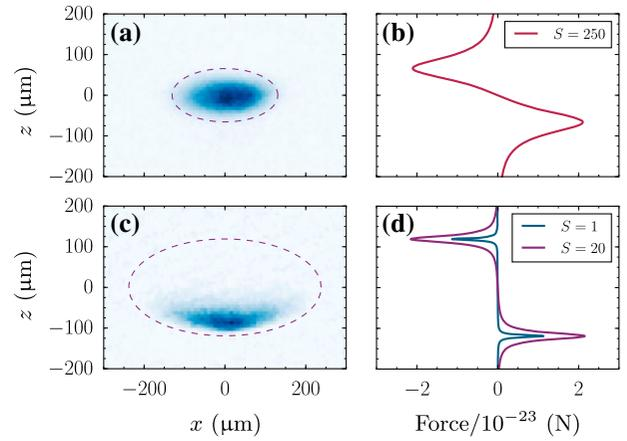 (a)
200
100
0
−100
−200
z (μm)
(b)
S = 250
(c)
200
100
0
−100
−200
z (μm)
−200 0 200
x (μm)
(d)
S = 1
S = 20
−2 0 2
Force/10⁻²³ (N)